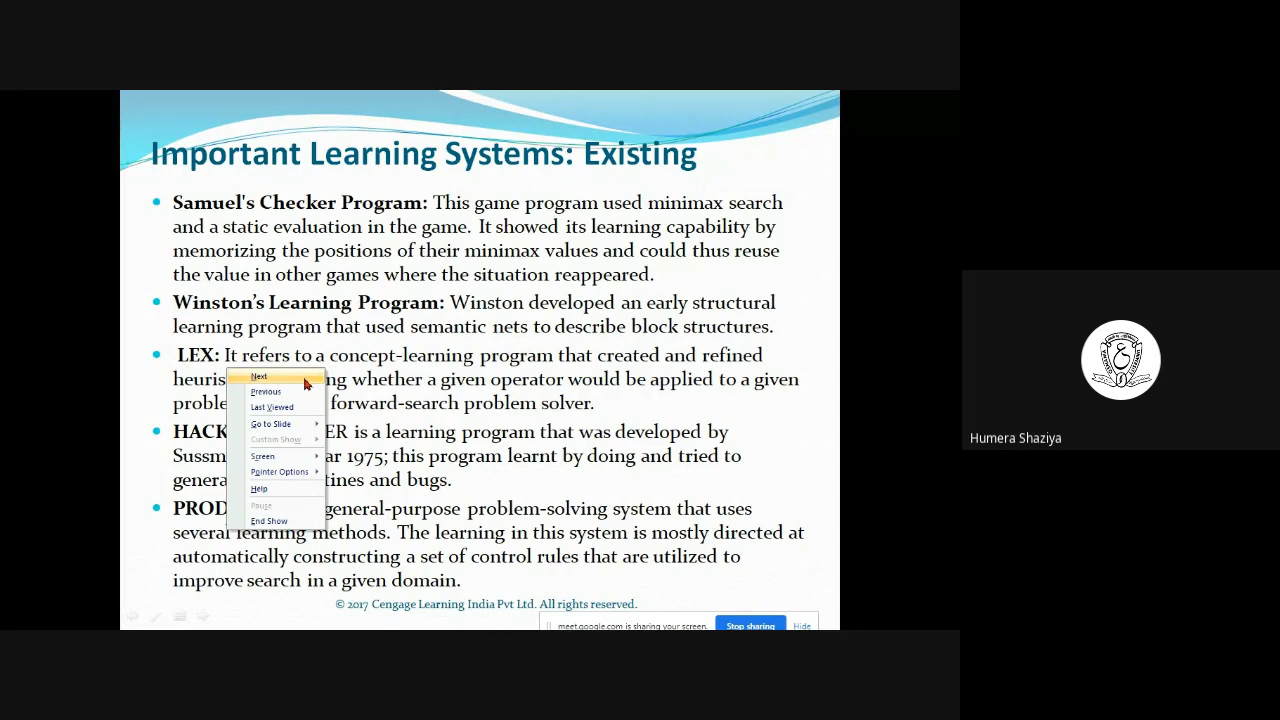 Important Learning Systems: Existing
Samuel's Checker Program: This game program used minimax search
and a static evaluation in the game. It showed its learning capability by
memorizing the positions of their minimax values and could thus reuse
the value in other games where the situation reappeared.
Winston's Learning Program: Winston developed an early structural
learning program that used semantic nets to describe block structures.
LEX: It refers to a concept-learning program that created and refined
heuris ng whether a given operator would be applied to a given
proble forward-search problem solver.
HACK ER is a learning program that was developed by
Sussm ar 1975; this program learnt by doing and tried to
genera tines and bugs.
PROD general-purpose problem-solving system that uses
several learning methods. The learning in this system is mostly directed at
automatically constructing a set of control rules that are utilized to
improve search in a given domain.
Next
Previous
Last Viewed
Go to Slide
Custom Show
Screen
Pointer Options
Help
Pause
End Show
© 2017 Cengage Learning India Pvt Ltd. All rights reserved.
meet.google.com is sharing your screen. Stop sharing Hide
Humera Shaziya